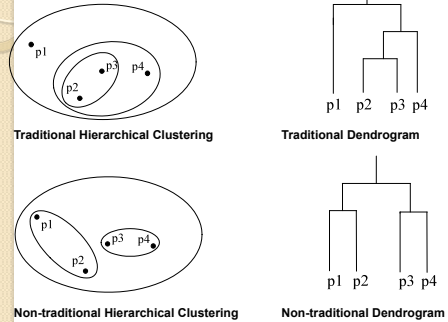 p1
p3
p4
p2
p1 p2 p3 p4
Traditional Hierarchical Clustering Traditional Dendrogram
p1
p3 p4
p2
p1 p2 p3 p4
Non-traditional Hierarchical Clustering Non-traditional Dendrogram